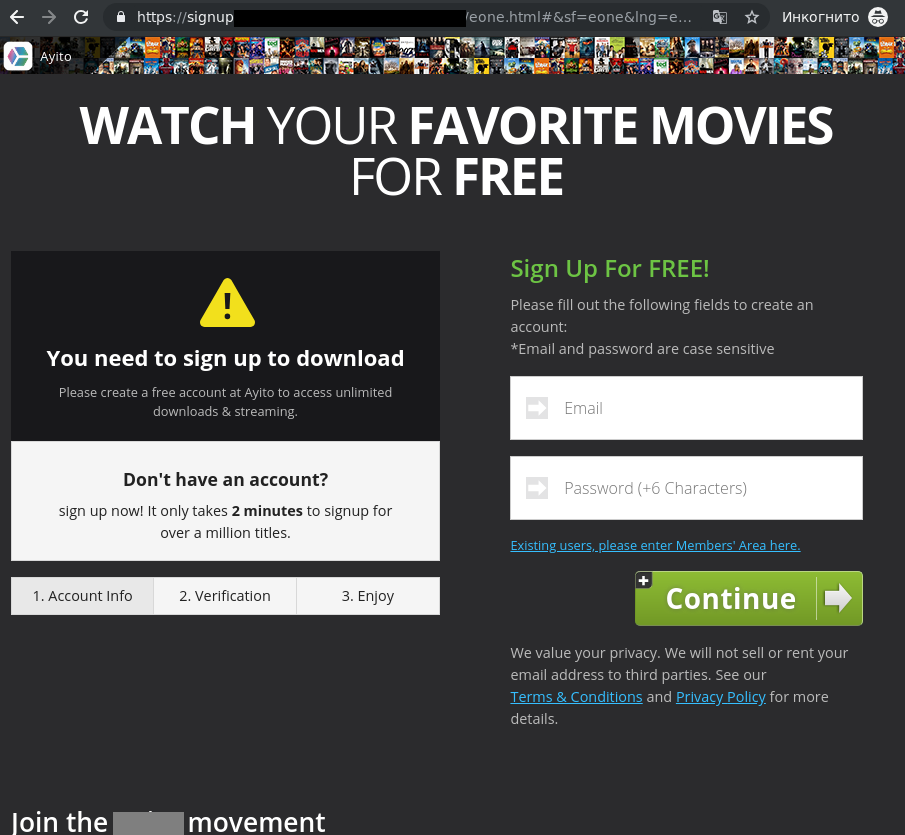 https://signup /eone.html#&sf=eone&lng=e... Инкогнито
Ayito
WATCH YOUR FAVORITE MOVIES
FOR FREE
You need to sign up to download
Please create a free account at Ayito to access unlimited
downloads & streaming.
Don't have an account?
sign up now! It only takes 2 minutes to signup for
over a million titles.
1. Account Info 2. Verification 3. Enjoy
Sign Up For FREE!
Please fill out the following fields to create an
account:
*Email and password are case sensitive
Email
Password (+6 Characters)
Existing users, please enter Members' Area here.
Continue
We value your privacy. We will not sell or rent your
email address to third parties. See our
Terms & Conditions and Privacy Policy for more
details.
Join the movement